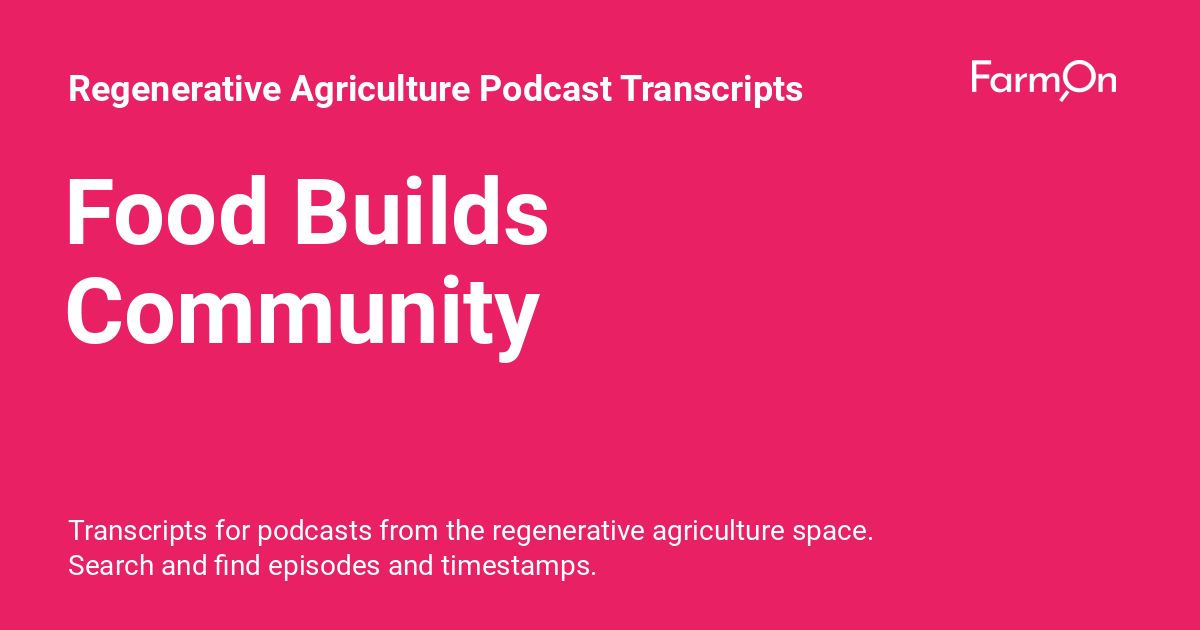 Regenerative Agriculture Podcast Transcripts
FarmOn
Food Builds
Community
Transcripts for podcasts from the regenerative agriculture space.
Search and find episodes and timestamps.